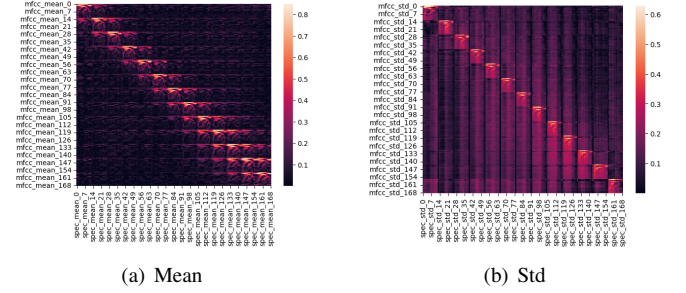 mfcc_mean_0
mfcc_mean_7
mfcc_mean_14
mfcc_mean_21
mfcc_mean_28
mfcc_mean_35
mfcc_mean_42
mfcc_mean_49
mfcc_mean_56
mfcc_mean_63
mfcc_mean_70
mfcc_mean_77
mfcc_mean_84
mfcc_mean_91
mfcc_mean_98
mfcc_mean_105
mfcc_mean_112
mfcc_mean_119
mfcc_mean_126
mfcc_mean_133
mfcc_mean_140
mfcc_mean_147
mfcc_mean_154
mfcc_mean_161
mfcc_mean_168
spec_mean_0
spec_mean_7
spec_mean_14
spec_mean_21
spec_mean_28
spec_mean_35
spec_mean_42
spec_mean_49
spec_mean_56
spec_mean_63
spec_mean_70
spec_mean_77
spec_mean_84
spec_mean_91
spec_mean_98
spec_mean_105
spec_mean_112
spec_mean_119
spec_mean_126
spec_mean_133
spec_mean_140
spec_mean_147
spec_mean_154
spec_mean_161
spec_mean_168
0.8
0.7
0.6
0.5
0.4
0.3
0.2
0.1
(a) Mean
mfcc_std_0
mfcc_std_7
mfcc_std_14
mfcc_std_21
mfcc_std_28
mfcc_std_35
mfcc_std_42
mfcc_std_49
mfcc_std_56
mfcc_std_63
mfcc_std_70
mfcc_std_77
mfcc_std_84
mfcc_std_91
mfcc_std_98
mfcc_std_105
mfcc_std_112
mfcc_std_119
mfcc_std_126
mfcc_std_133
mfcc_std_140
mfcc_std_147
mfcc_std_154
mfcc_std_161
mfcc_std_168
spec_std_0
spec_std_7
spec_std_14
spec_std_21
spec_std_28
spec_std_35
spec_std_42
spec_std_49
spec_std_56
spec_std_63
spec_std_70
spec_std_77
spec_std_84
spec_std_91
spec_std_98
spec_std_105
spec_std_112
spec_std_119
spec_std_126
spec_std_133
spec_std_140
spec_std_147
spec_std_154
spec_std_161
spec_std_168
0.6
0.5
0.4
0.3
0.2
0.1
(b) Std